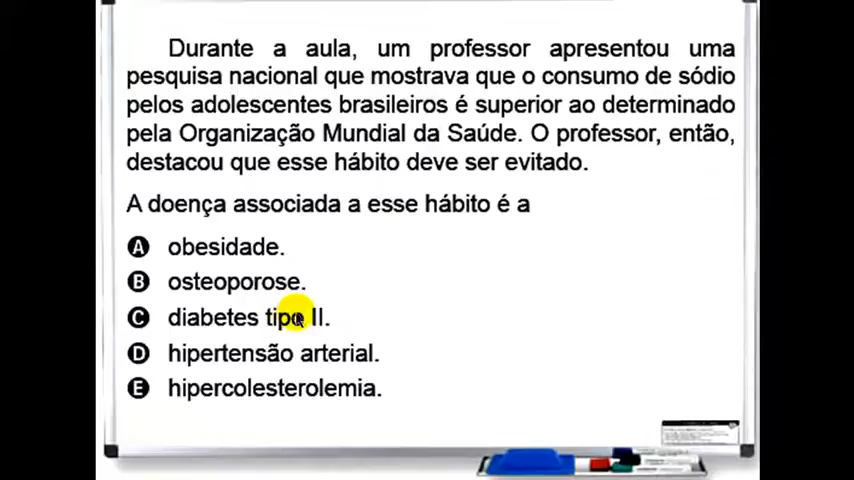 Durante a aula, um professor apresentou uma
pesquisa nacional que mostrava que o consumo de sódio
pelos adolescentes brasileiros é superior ao determinado
pela Organização Mundial da Saúde. O professor, então,
destacou que esse hábito deve ser evitado.
A doença associada a esse hábito é a
A obesidade.
B osteoporose.
C diabetes tipo II.
D hipertensão arterial.
E hipercolesterolemia.